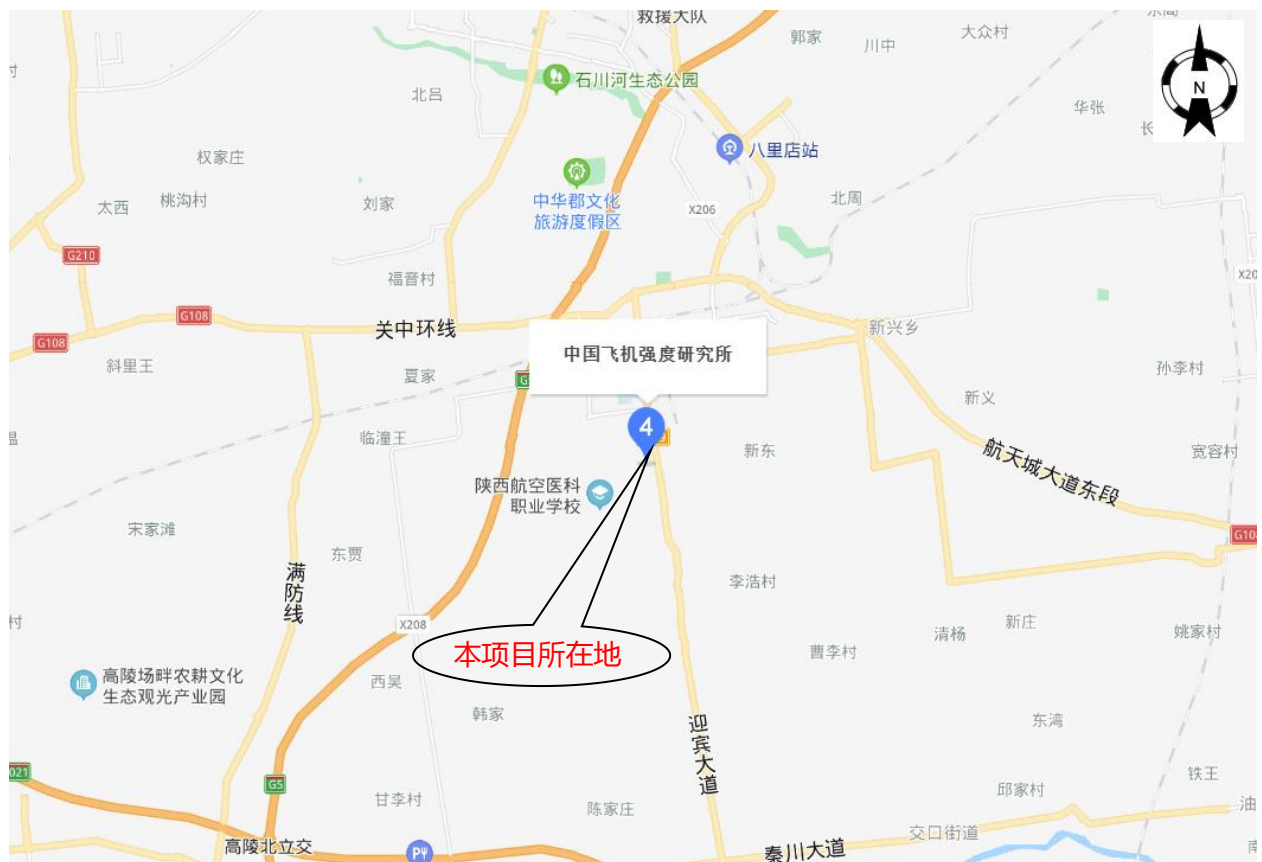 救援大队
郭家
川中
大众村
石川河生态公园
N
北吕
华张
八里店站
权家庄
中华郡文化
旅游度假区
太西
桃沟村
刘家
X206
北周
G210
福音村
G108
关中环线
新兴乡
G108
中国飞机强度研究所
斜里王
夏家
孙李村
新义
4
临潼王
新东
航天城大道东段
宽容村
陕西航空医科
职业学校
宋家滩
东贾
满防线
李浩村
X208
本项目所在地
曹李村
清杨
新庄
姚家村
高陵场畔农耕文化
生态观光产业园
西吴
韩家
迎宾大道
东湾
G5
铁王
甘李村
陈家庄
邱家村
高陵北立交
秦川大道
交口街道